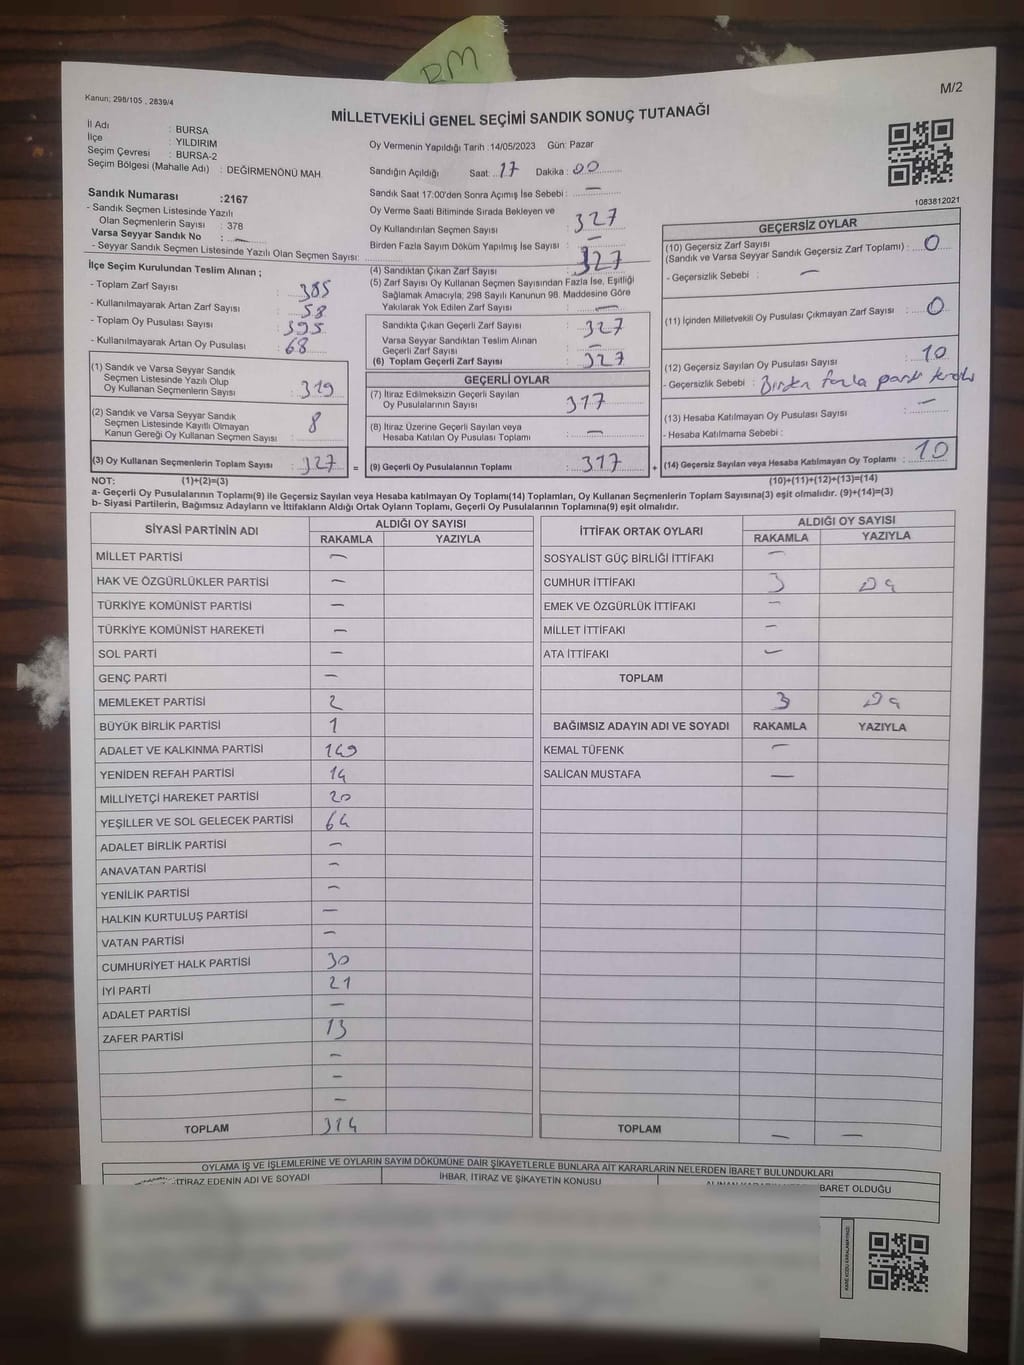 RM
M/2
Kanun; 298/105 , 2839/4
MİLLETVEKİLİ GENEL SEÇİMİ SANDIK SONUÇ TUTANAĞI
İl Adı : BURSA
İlçe : YILDIRIM
Seçim Çevresi : BURSA-2
Seçim Bölgesi (Mahalle Adı) : DEĞİRMENÖNÜ MAH.
Oy Vermenin Yapıldığı Tarih :14/05/2023 Gün: Pazar
Sandığın Açıldığı Saat: 17 Dakika: 00
Sandık Numarası :2167
- Sandık Seçmen Listesinde Yazılı
Olan Seçmenlerin Sayısı : 378
Varsa Seyyar Sandık No : —
- Seyyar Sandık Seçmen Listesinde Yazılı Olan Seçmen Sayısı:
İlçe Seçim Kurulundan Teslim Alınan ;
- Toplam Zarf Sayısı : 385
- Kullanılmayarak Artan Zarf Sayısı : 58
- Toplam Oy Pusulası Sayısı : 395
- Kullanılmayarak Artan Oy Pusulası : 68
(1) Sandık ve Varsa Seyyar Sandık
Seçmen Listesinde Yazılı Olup
Oy Kullanan Seçmenlerin Sayısı : 319
(2) Sandık ve Varsa Seyyar Sandık
Seçmen Listesinde Kayıtlı Olmayan
Kanun Gereği Oy Kullanan Seçmen Sayısı : 8
(3) Oy Kullanan Seçmenlerin Toplam Sayısı : 327 =
Sandık Saat 17:00'den Sonra Açımış İse Sebebi : —
Oy Verme Saati Bitiminde Sırada Bekleyen ve
Oy Kullandırılan Seçmen Sayısı : 327
Birden Fazla Sayım Döküm Yapılmış İse Sayısı : —
(4) Sandıktan Çıkan Zarf Sayısı : 327
(5) Zarf Sayısı Oy Kullanan Seçmen Sayısından Fazla İse, Eşitliği
Sağlamak Amacıyla; 298 Sayılı Kanunun 98. Maddesine Göre
Yakılarak Yok Edilen Zarf Sayısı : —
Sandıkta Çıkan Geçerli Zarf Sayısı : 327
Varsa Seyyar Sandıktan Teslim Alınan
Geçerli Zarf Sayısı : —
(6) Toplam Geçerli Zarf Sayısı : 327
GEÇERLİ OYLAR
(7) İtiraz Edilmeksizin Geçerli Sayılan
Oy Pusulalarının Sayısı : 317
(8) İtiraz Üzerine Geçerli Sayılan veya
Hesaba Katılan Oy Pusulası Toplamı : —
(9) Geçerli Oy Pusulalarının Toplamı : 317 +
1083812021
GEÇERSİZ OYLAR
(10) Geçersiz Zarf Sayısı
(Sandık ve Varsa Seyyar Sandık Geçersiz Zarf Toplamı) : 0
- Geçersizlik Sebebi : —
(11) İçinden Milletvekili Oy Pusulası Çıkmayan Zarf Sayısı : 0
(12) Geçersiz Sayılan Oy Pusulası Sayısı : 10
- Geçersizlik Sebebi : Birden fazla parti
(13) Hesaba Katılmayan Oy Pusulası Sayısı : —
- Hesaba Katılmama Sebebi :
(14) Geçersiz Sayılan veya Hesaba Katılmayan Oy Toplamı : 10
NOT: (1)+(2)=(3) (10)+(11)+(12)+(13)=(14)
a- Geçerli Oy Pusulalarının Toplamı(9) ile Geçersiz Sayılan veya Hesaba katılmayan Oy Toplamı(14) Toplamları, Oy Kullanan Seçmenlerin Toplam Sayısına(3) eşit olmalıdır. (9)+(14)=(3)
b- Siyasi Partilerin, Bağımsız Adayların ve İttifakların Aldığı Ortak Oyların Toplamı, Geçerli Oy Pusulalarının Toplamına(9) eşit olmalıdır.
SİYASİ PARTİNİN ADI ALDIĞI OY SAYISI
RAKAMLA YAZIYLA
MİLLET PARTİSİ —
HAK VE ÖZGÜRLÜKLER PARTİSİ —
TÜRKİYE KOMÜNİST PARTİSİ —
TÜRKİYE KOMÜNİST HAREKETİ —
SOL PARTİ —
GENÇ PARTİ —
MEMLEKET PARTİSİ 2
BÜYÜK BİRLİK PARTİSİ 1
ADALET VE KALKINMA PARTİSİ 149
YENİDEN REFAH PARTİSİ 14
MİLLİYETÇİ HAREKET PARTİSİ 20
YEŞİLLER VE SOL GELECEK PARTİSİ 64
ADALET BİRLİK PARTİSİ —
ANAVATAN PARTİSİ —
YENİLİK PARTİSİ —
HALKIN KURTULUŞ PARTİSİ —
VATAN PARTİSİ —
CUMHURİYET HALK PARTİSİ 30
İYİ PARTİ 21
ADALET PARTİSİ —
ZAFER PARTİSİ 13
—
—
—
TOPLAM 314
İTTİFAK ORTAK OYLARI ALDIĞI OY SAYISI
RAKAMLA YAZIYLA
SOSYALİST GÜÇ BİRLİĞİ İTTİFAKI —
CUMHUR İTTİFAKI 3
EMEK VE ÖZGÜRLÜK İTTİFAKI —
MİLLET İTTİFAKI —
ATA İTTİFAKI —
TOPLAM
3
BAĞIMSIZ ADAYIN ADI VE SOYADI RAKAMLA YAZIYLA
KEMAL TÜFENK —
SALİCAN MUSTAFA —
TOPLAM — —
OYLAMA İŞ VE İŞLEMLERİNE VE OYLARIN SAYIM DÖKÜMÜNE DAİR ŞİKAYETLERLE BUNLARA AİT KARARLARIN NELERDEN İBARET BULUNDUKLARI
İTİRAZ EDENİN ADI VE SOYADI İHBAR, İTİRAZ VE ŞİKAYETİN KONUSU BARET OLDUĞU